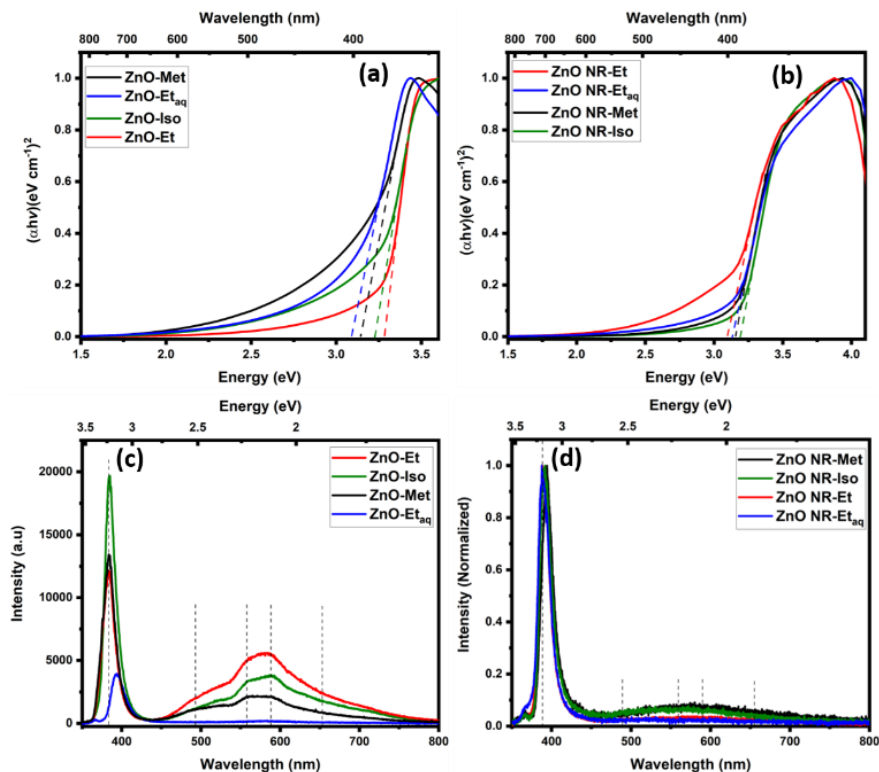 Wavelength (nm)
800 700 600 500 400
(a)
ZnO-Met
ZnO-Etaq
ZnO-Iso
ZnO-Et
(αhν)(eV cm⁻¹)²
1.0
0.8
0.6
0.4
0.2
0.0
1.5 2.0 2.5 3.0 3.5
Energy (eV)
Wavelength (nm)
800 700 600 500 400
(b)
ZnO NR-Et
ZnO NR-Etaq
ZnO NR-Met
ZnO NR-Iso
(αhν)(eV cm⁻¹)²
1.0
0.8
0.6
0.4
0.2
0.0
1.5 2.0 2.5 3.0 3.5 4.0
Energy (eV)
Energy (eV)
3.5 3 2.5 2
(c)
ZnO-Et
ZnO-Iso
ZnO-Met
ZnO-Etaq
Intensity (a.u)
20000
15000
10000
5000
0
400 500 600 700 800
Wavelength (nm)
Energy (eV)
3.5 3 2.5 2
(d)
ZnO NR-Met
ZnO NR-Iso
ZnO NR-Et
ZnO NR-Etaq
Intensity (Normalized)
1.0
0.8
0.6
0.4
0.2
0.0
400 500 600 700 800
Wavelength (nm)